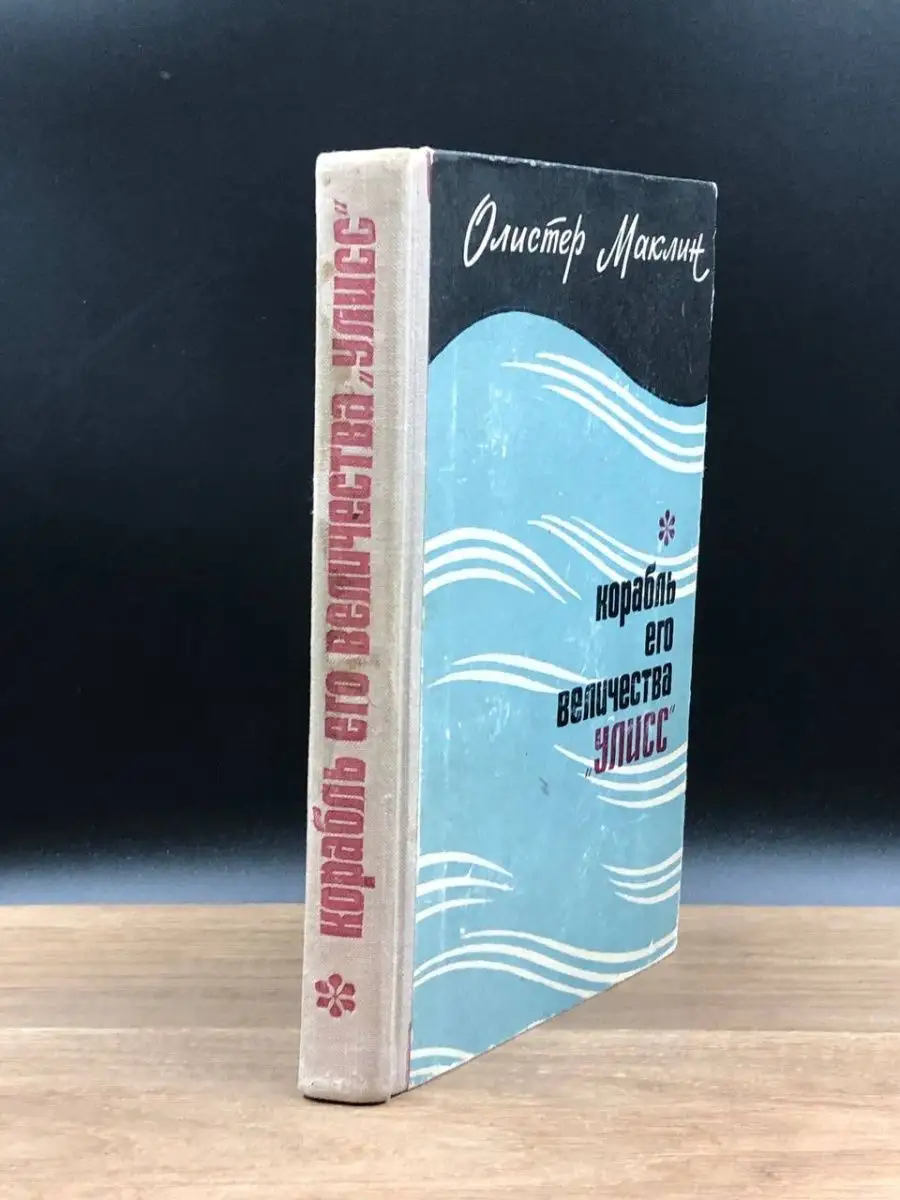 корабль его величества „Улисс“
Олистер Маклин
корабль
его
величества
„Улисс“